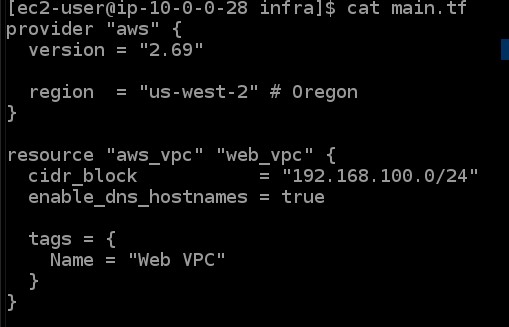 [ec2-user@ip-10-0-0-28 infra]$ cat main.tf
provider "aws" {
  version = "2.69"

  region  = "us-west-2" # Oregon
}

resource "aws_vpc" "web_vpc" {
  cidr_block           = "192.168.100.0/24"
  enable_dns_hostnames = true

  tags = {
    Name = "Web VPC"
  }
}